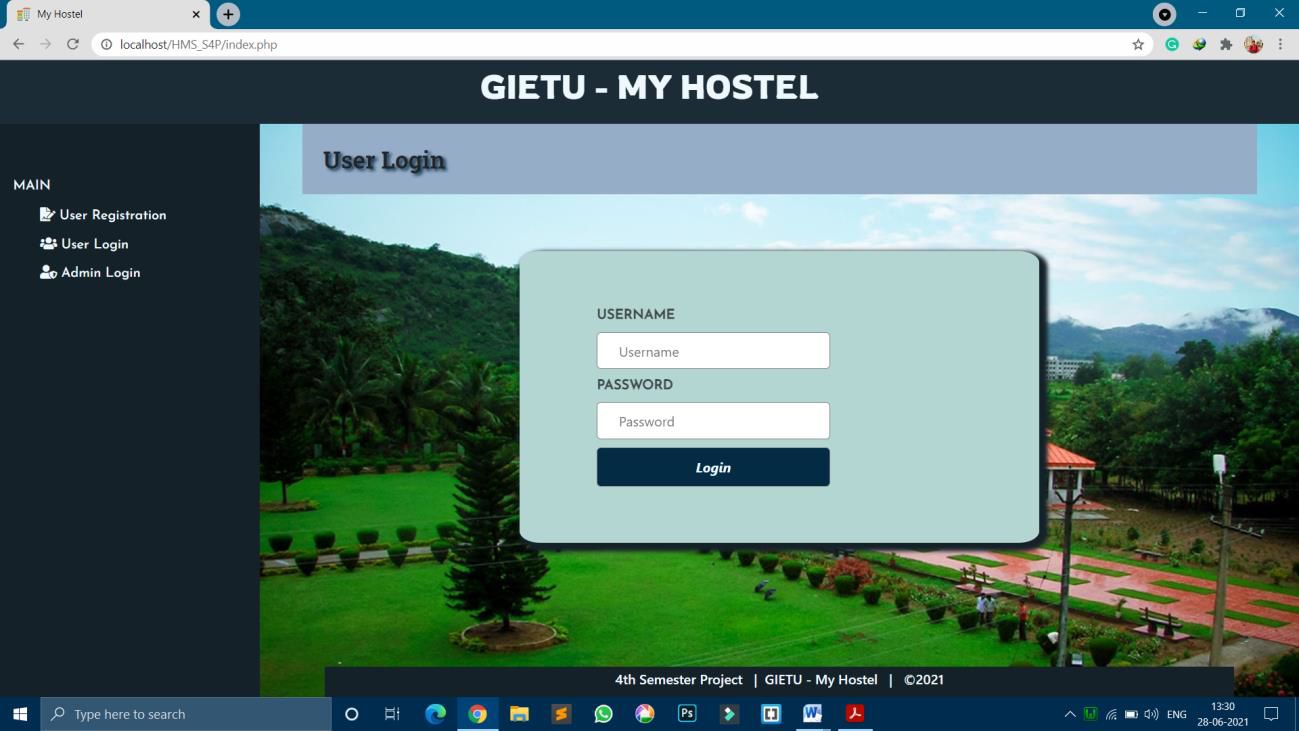 My Hostel
localhost/HMS_S4P/index.php
GIETU - MY HOSTEL
MAIN
User Registration
User Login
Admin Login
User Login
USERNAME
Username
PASSWORD
Password
Login
4th Semester Project | GIETU - My Hostel | ©2021
Type here to search
Ps
W
ENG
13:30
28-06-2021